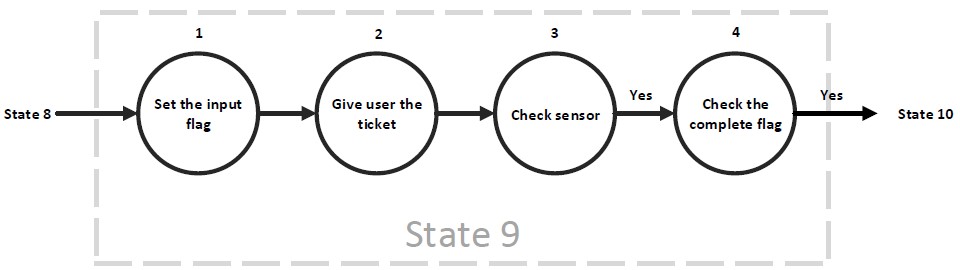 1
2
3
4
State 8
Set the input
flag
Give user the
ticket
Check sensor
Yes
Check the
complete flag
Yes
State 10
State 9